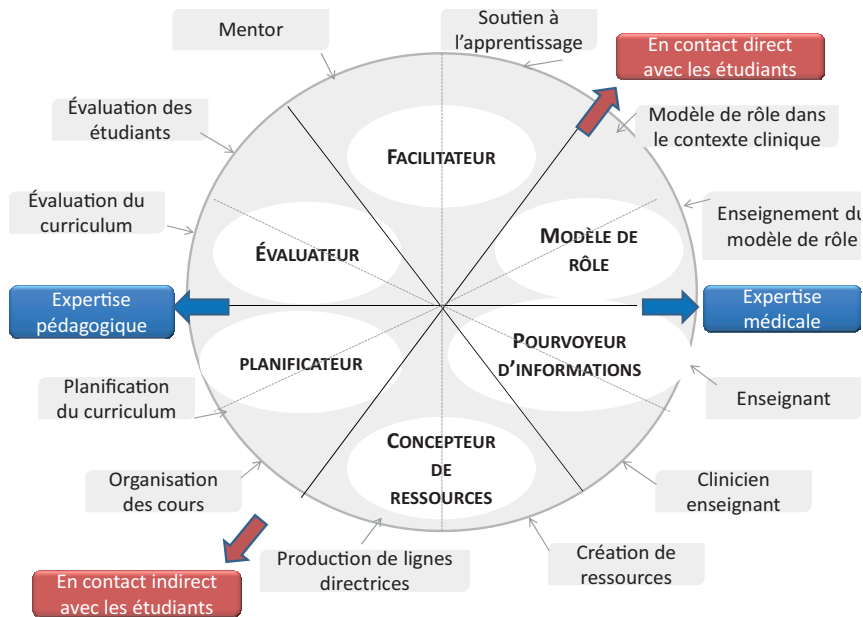 Mentor
Soutien à
l'apprentissage
En contact direct
avec les étudiants
Évaluation des
étudiants
Modèle de rôle dans
le contexte clinique
FACILITATEUR
Évaluation du
curriculum
Enseignement du
modèle de rôle
ÉVALUATEUR
MODÈLE DE
RÔLE
Expertise
pédagogique
Expertise
médicale
PLANIFICATEUR
POURVOYEUR
D'INFORMATIONS
Planification
du curriculum
Enseignant
CONCEPTEUR
DE
RESSOURCES
Organisation
des cours
Clinicien
enseignant
Production de lignes
directrices
Création de
ressources
En contact indirect
avec les étudiants